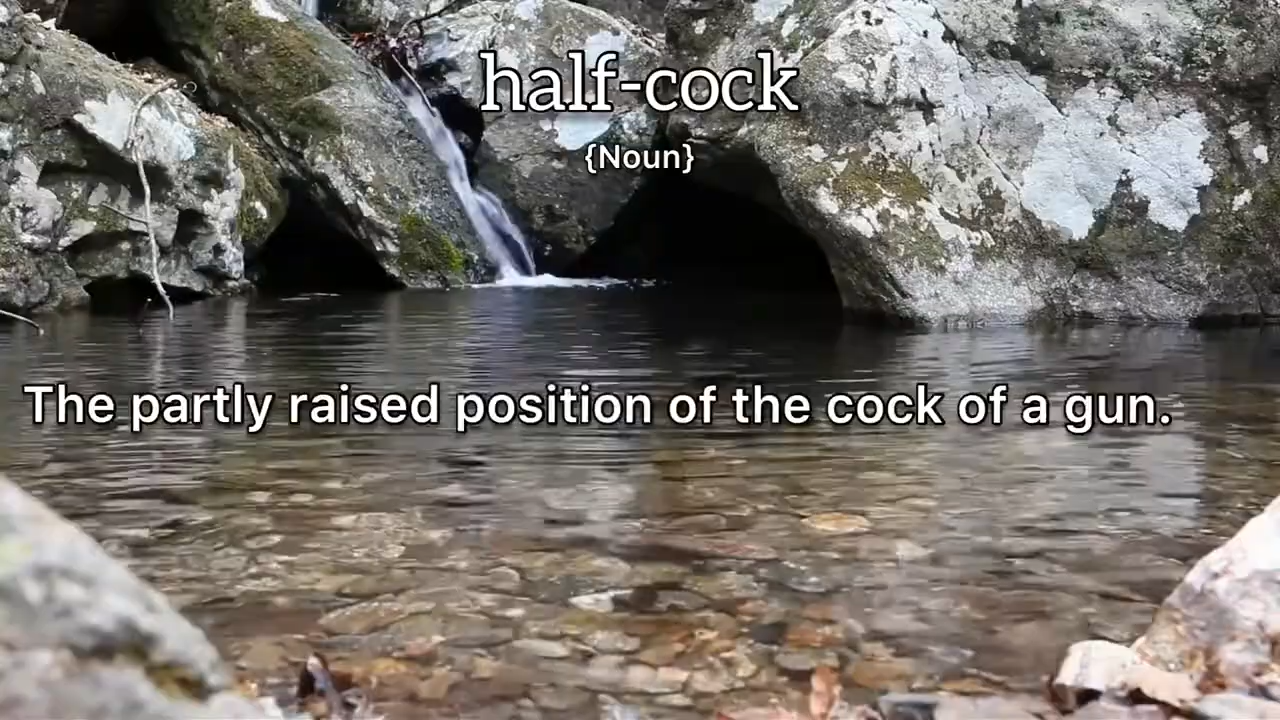 half-cock
{Noun}
The partly raised position of the cock of a gun.